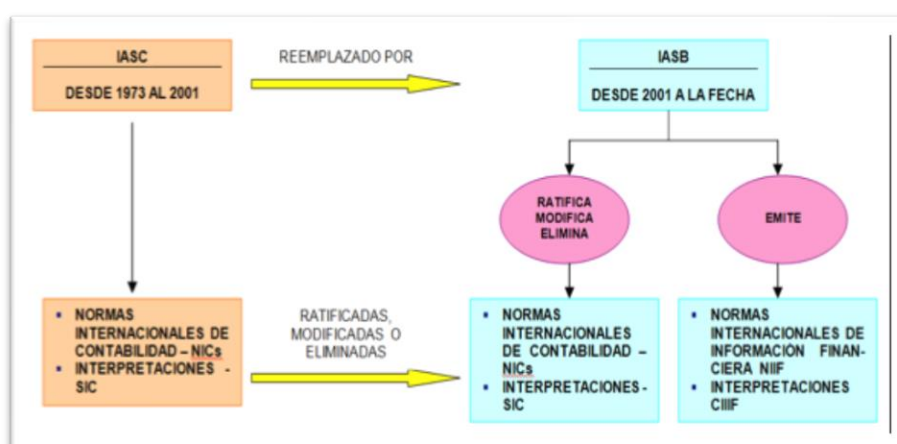 IASC
DESDE 1973 AL 2001
REEMPLAZADO POR
IASB
DESDE 2001 A LA FECHA
RATIFICA
MODIFICA
ELIMINA
EMITE
▪ NORMAS
INTERNACIONALES DE
CONTABILIDAD – NICs
▪ INTERPRETACIONES -
SIC
RATIFICADAS,
MODIFICADAS O
ELIMINADAS
▪ NORMAS
INTERNACIONALES
DE CONTABILIDAD –
NICs
▪ INTERPRETACIONES-
SIC
▪ NORMAS
INTERNACIONALES DE
INFORMACIÓN FINAN-
CIERA NIIF
▪ INTERPRETACIONES
CIIIF